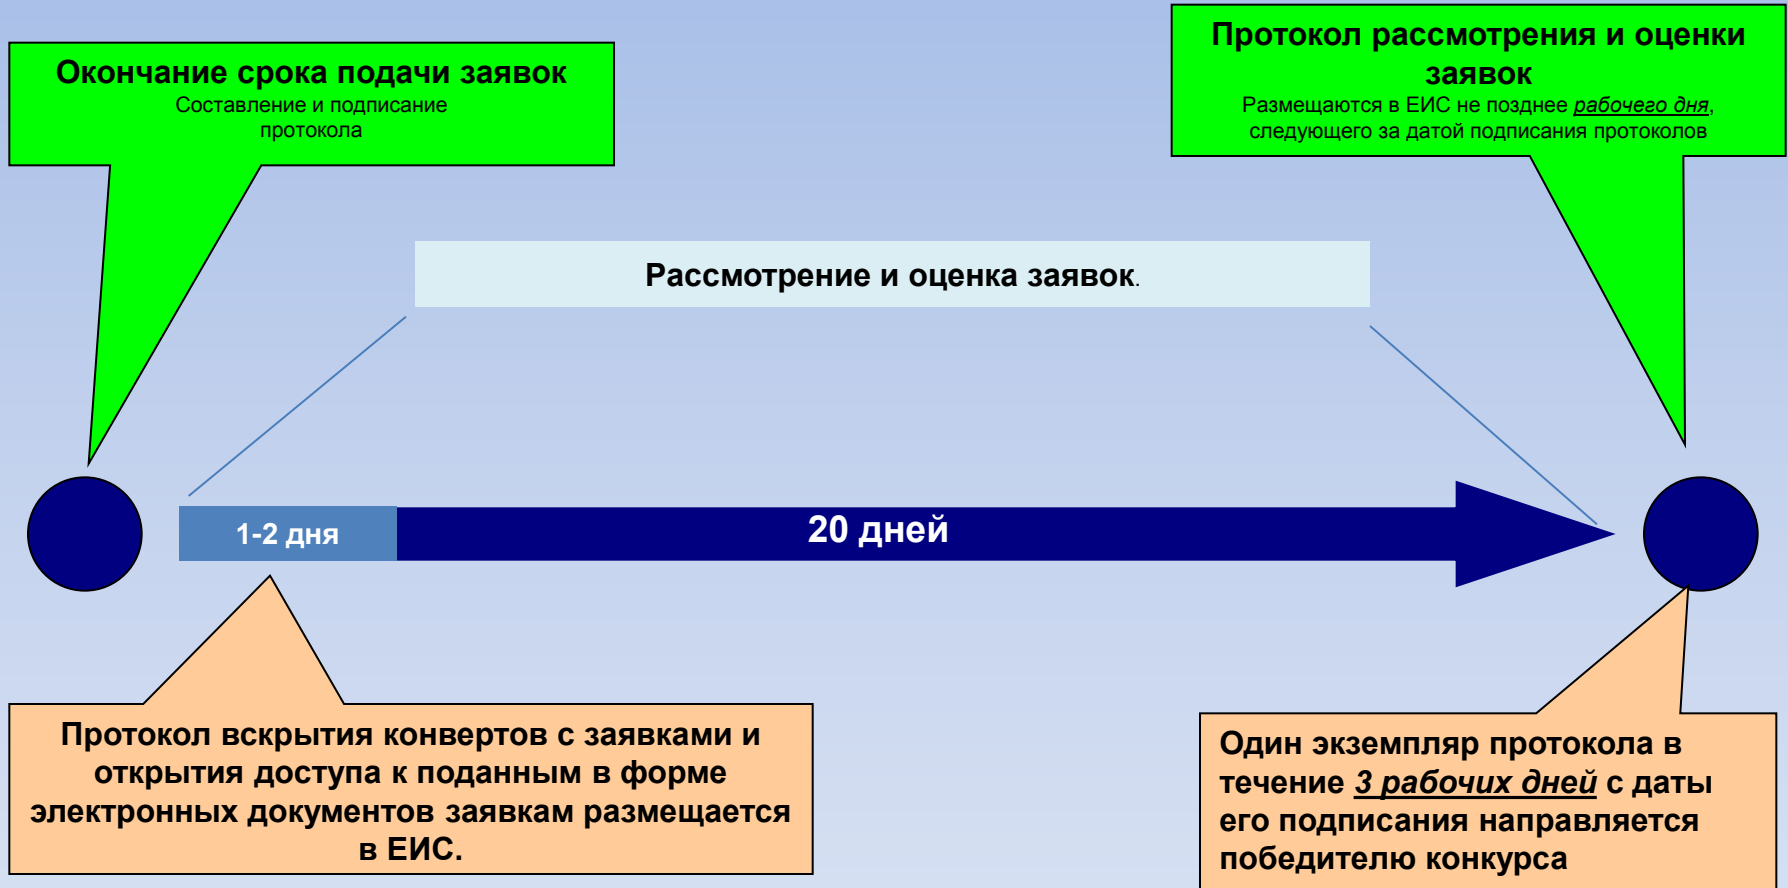 Окончание срока подачи заявок
Составление и подписание
протокола
Протокол рассмотрения и оценки
заявок
Размещаются в ЕИС не позднее рабочего дня,
следующего за датой подписания протоколов
Рассмотрение и оценка заявок.
1-2 дня
20 дней
Протокол вскрытия конвертов с заявками и
открытия доступа к поданным в форме
электронных документов заявкам размещается
в ЕИС.
Один экземпляр протокола в
течение 3 рабочих дней с даты
его подписания направляется
победителю конкурса